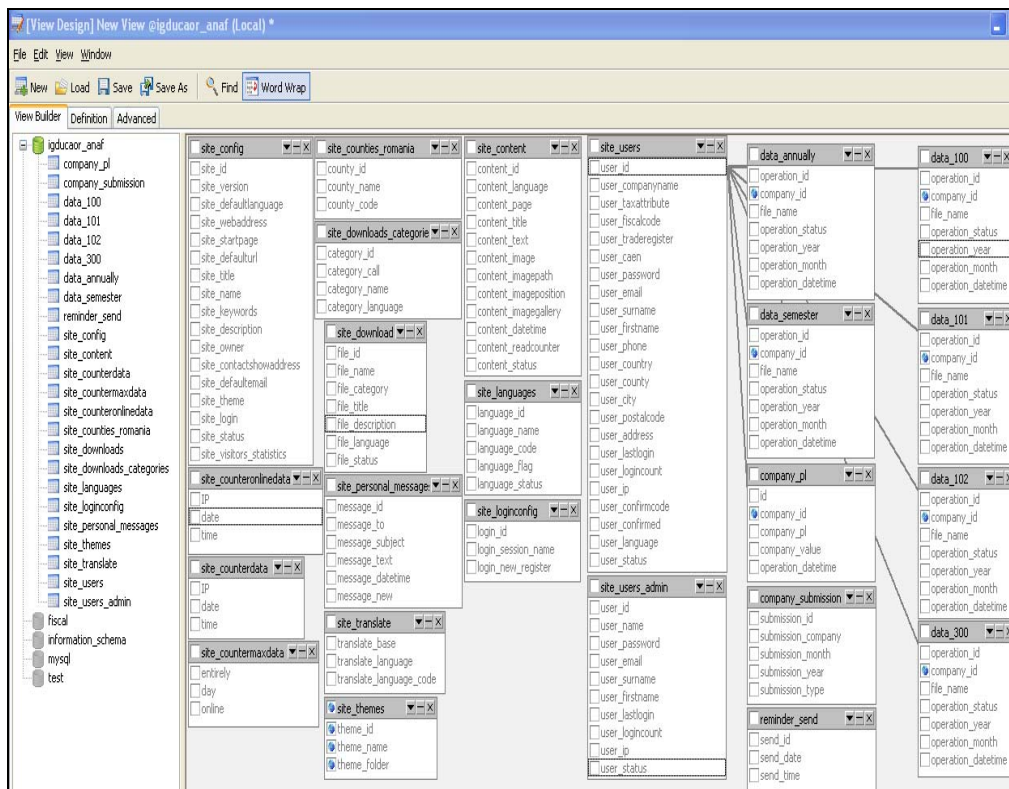 [View Design] New View @igducaor_anaf (Local) *
File Edit View Window
New Load Save Save As Find Word Wrap
View Builder Definition Advanced
igducaor_anaf
company_pl
company_submission
data_100
data_101
data_102
data_300
data_annually
data_semester
reminder_send
site_config
site_content
site_counterdata
site_countermaxdata
site_counteronlinedata
site_counties_romania
site_downloads
site_downloads_categories
site_languages
site_loginconfig
site_personal_messages
site_themes
site_translate
site_users
site_users_admin
fiscal
information_schema
mysql
test
site_config
site_id
site_version
site_defaultlanguage
site_webaddress
site_startpage
site_defaulturl
site_title
site_name
site_keywords
site_description
site_owner
site_contactshowaddress
site_defaultemail
site_theme
site_login
site_status
site_visitors_statistics
site_counteronlinedata
IP
date
time
site_counterdata
IP
date
time
site_countermaxdata
entirely
day
online
site_counties_romania
county_id
county_name
county_code
site_downloads_categorie
category_id
category_call
category_name
category_language
site_download
file_id
file_name
file_category
file_title
file_description
file_language
file_status
site_personal_message
message_id
message_to
message_subject
message_text
message_datetime
message_new
site_translate
translate_base
translate_language
translate_language_code
site_themes
theme_id
theme_name
theme_folder
site_content
content_id
content_language
content_page
content_title
content_text
content_image
content_imagepath
content_imageposition
content_imagegallery
content_datetime
content_readcounter
content_status
site_languages
language_id
language_name
language_code
language_flag
language_status
site_loginconfig
login_id
login_session_name
login_new_register
site_users
user_id
user_companyname
user_taxattribute
user_fiscalcode
user_traderegister
user_caen
user_password
user_email
user_surname
user_firstname
user_phone
user_country
user_county
user_city
user_postalcode
user_address
user_lastlogin
user_logincount
user_ip
user_confirmcode
user_confirmed
user_language
user_status
site_users_admin
user_id
user_name
user_password
user_email
user_surname
user_firstname
user_lastlogin
user_logincount
user_ip
user_status
data_annually
operation_id
company_id
file_name
operation_status
operation_year
operation_month
operation_datetime
data_semester
operation_id
company_id
file_name
operation_status
operation_year
operation_month
operation_datetime
company_pl
id
company_id
company_pl
company_value
operation_datetime
company_submission
submission_id
submission_company
submission_month
submission_year
submission_type
reminder_send
send_id
send_date
send_time
data_100
operation_id
company_id
file_name
operation_status
operation_year
operation_month
operation_datetime
data_101
operation_id
company_id
file_name
operation_status
operation_year
operation_month
operation_datetime
data_102
operation_id
company_id
file_name
operation_status
operation_year
operation_month
operation_datetime
data_300
operation_id
company_id
file_name
operation_status
operation_year
operation_month
operation_datetime